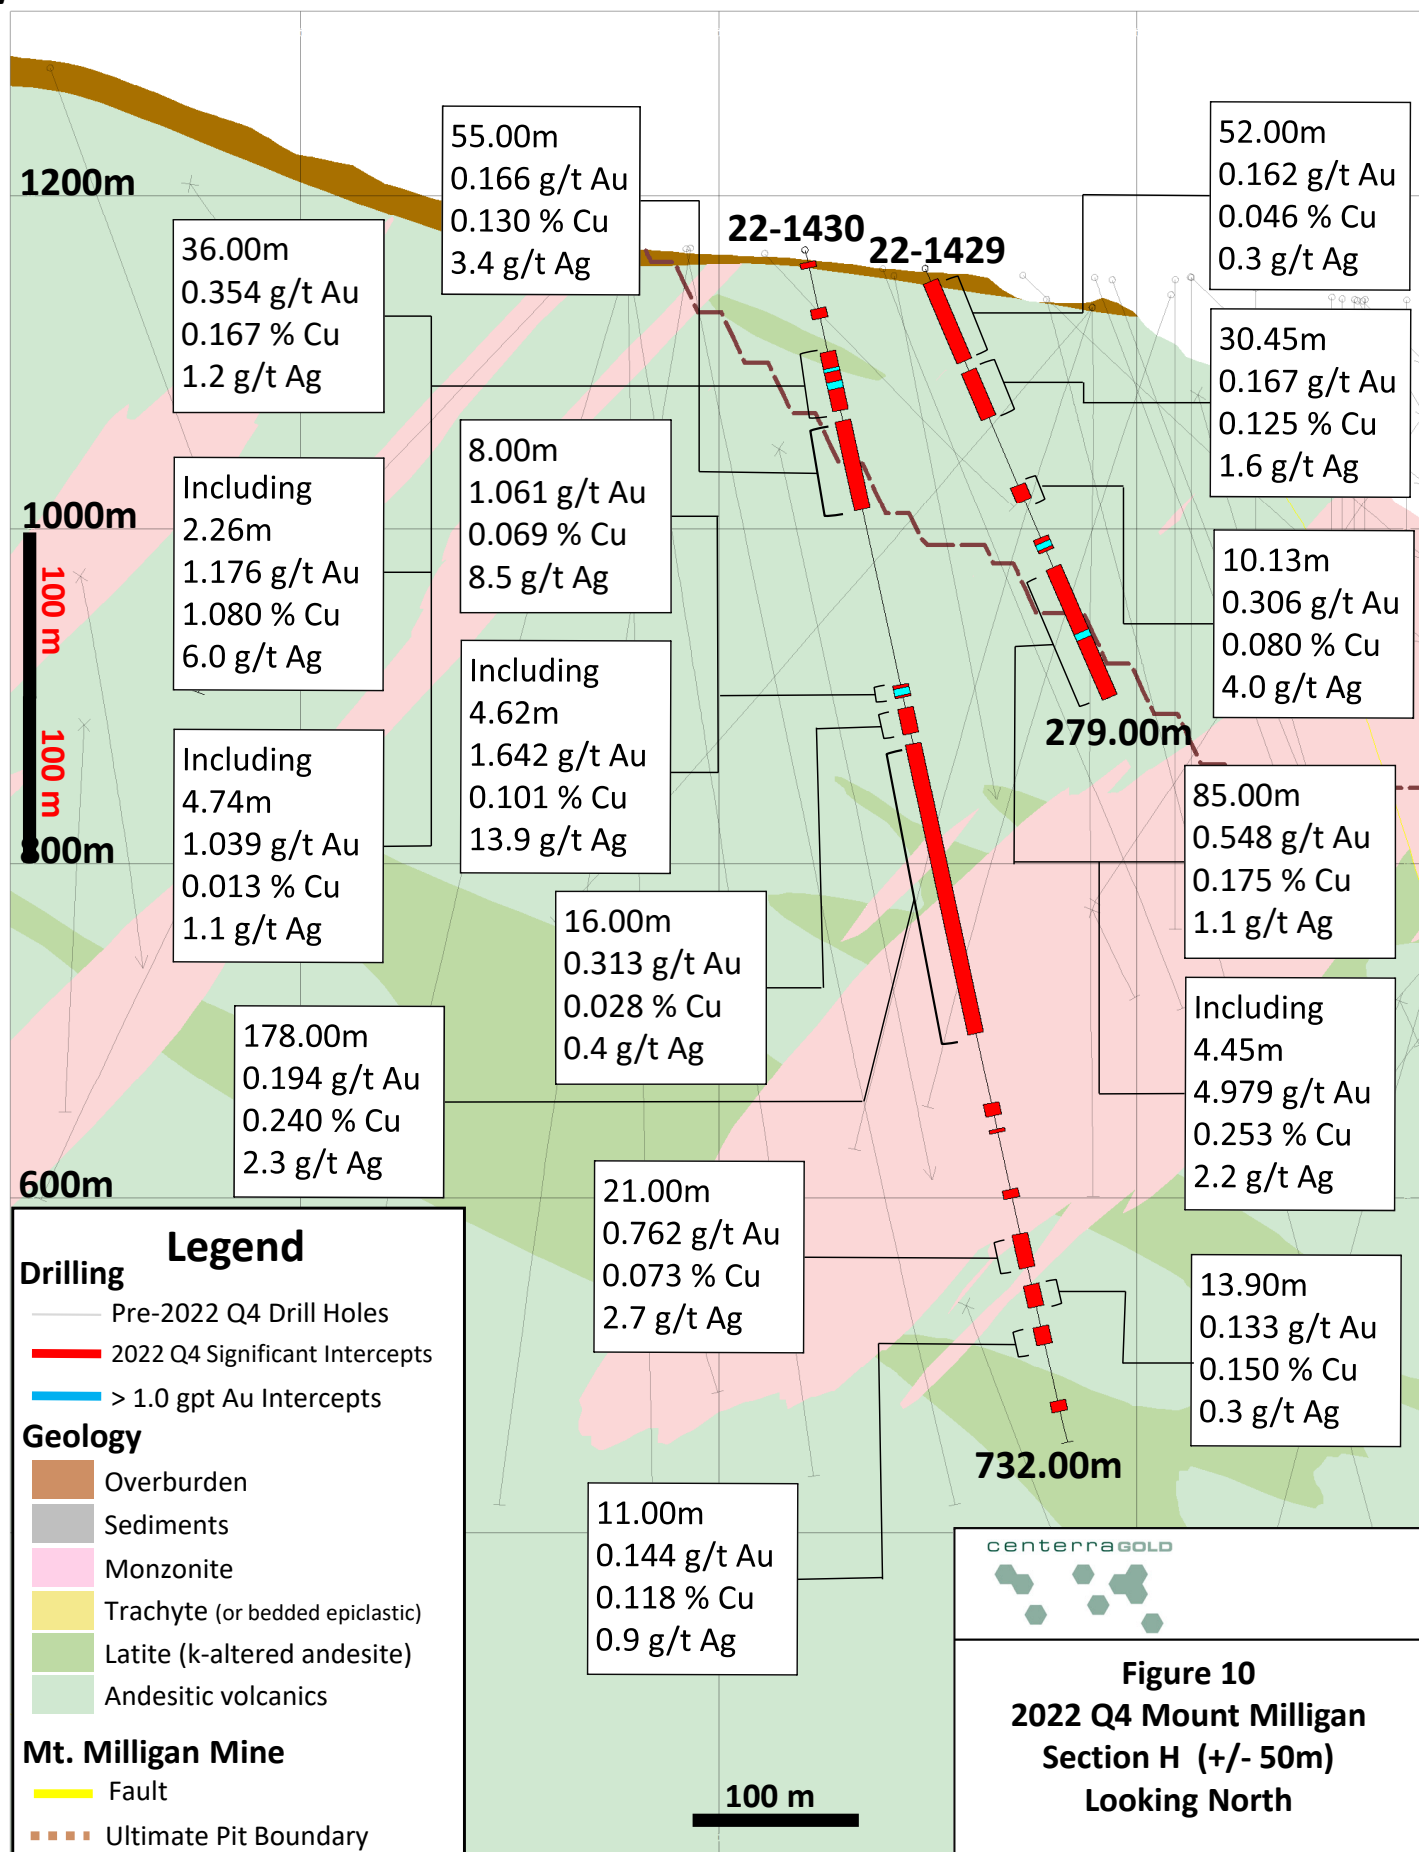 55.00m
0.166 g/t Au
0.130 % Cu
3.4 g/t Ag
52.00m
0.162 g/t Au
0.046 % Cu
0.3 g/t Ag
1200m
22-1430
22-1429
36.00m
0.354 g/t Au
0.167 % Cu
1.2 g/t Ag
30.45m
0.167 g/t Au
0.125 % Cu
1.6 g/t Ag
8.00m
1.061 g/t Au
0.069 % Cu
8.5 g/t Ag
Including
2.26m
1.176 g/t Au
1.080 % Cu
6.0 g/t Ag
1000m
100 m
100 m
800m
10.13m
0.306 g/t Au
0.080 % Cu
4.0 g/t Ag
Including
4.62m
1.642 g/t Au
0.101 % Cu
13.9 g/t Ag
279.00m
Including
4.74m
1.039 g/t Au
0.013 % Cu
1.1 g/t Ag
85.00m
0.548 g/t Au
0.175 % Cu
1.1 g/t Ag
16.00m
0.313 g/t Au
0.028 % Cu
0.4 g/t Ag
Including
4.45m
4.979 g/t Au
0.253 % Cu
2.2 g/t Ag
178.00m
0.194 g/t Au
0.240 % Cu
2.3 g/t Ag
600m
21.00m
0.762 g/t Au
0.073 % Cu
2.7 g/t Ag
13.90m
0.133 g/t Au
0.150 % Cu
0.3 g/t Ag
732.00m
11.00m
0.144 g/t Au
0.118 % Cu
0.9 g/t Ag
Legend
Drilling
Pre-2022 Q4 Drill Holes
2022 Q4 Significant Intercepts
> 1.0 gpt Au Intercepts
Geology
Overburden
Sediments
Monzonite
Trachyte (or bedded epiclastic)
Latite (k-altered andesite)
Andesitic volcanics
Mt. Milligan Mine
Fault
Ultimate Pit Boundary
100 m
centerraGOLD
Figure 10
2022 Q4 Mount Milligan
Section H (+/- 50m)
Looking North